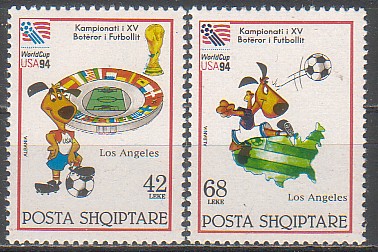 Kampionati i XV
Botëror i Futbollit
WorldCup
USA94
ALBANIA
USA
Los Angeles
42
LEKE
POSTA SHQIPTARE
Kampionati i XV
Botëror i Futbollit
WorldCup
USA94
ALBANIA
Los Angeles
68
LEKE
POSTA SHQIPTARE